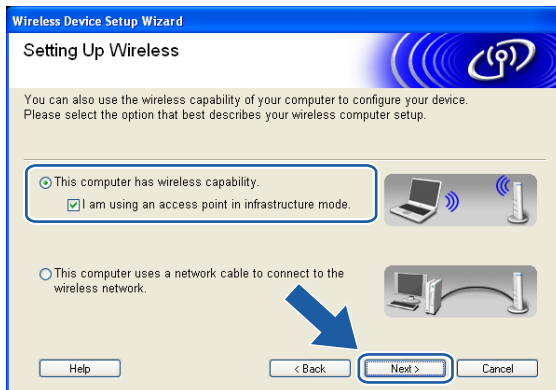 Wireless Device Setup Wizard
Setting Up Wireless
You can also use the wireless capability of your computer to configure your device.
Please select the option that best describes your wireless computer setup.
This computer has wireless capability.
I am using an access point in infrastructure mode.
This computer uses a network cable to connect to the
wireless network.
Help
< Back
Next >
Cancel